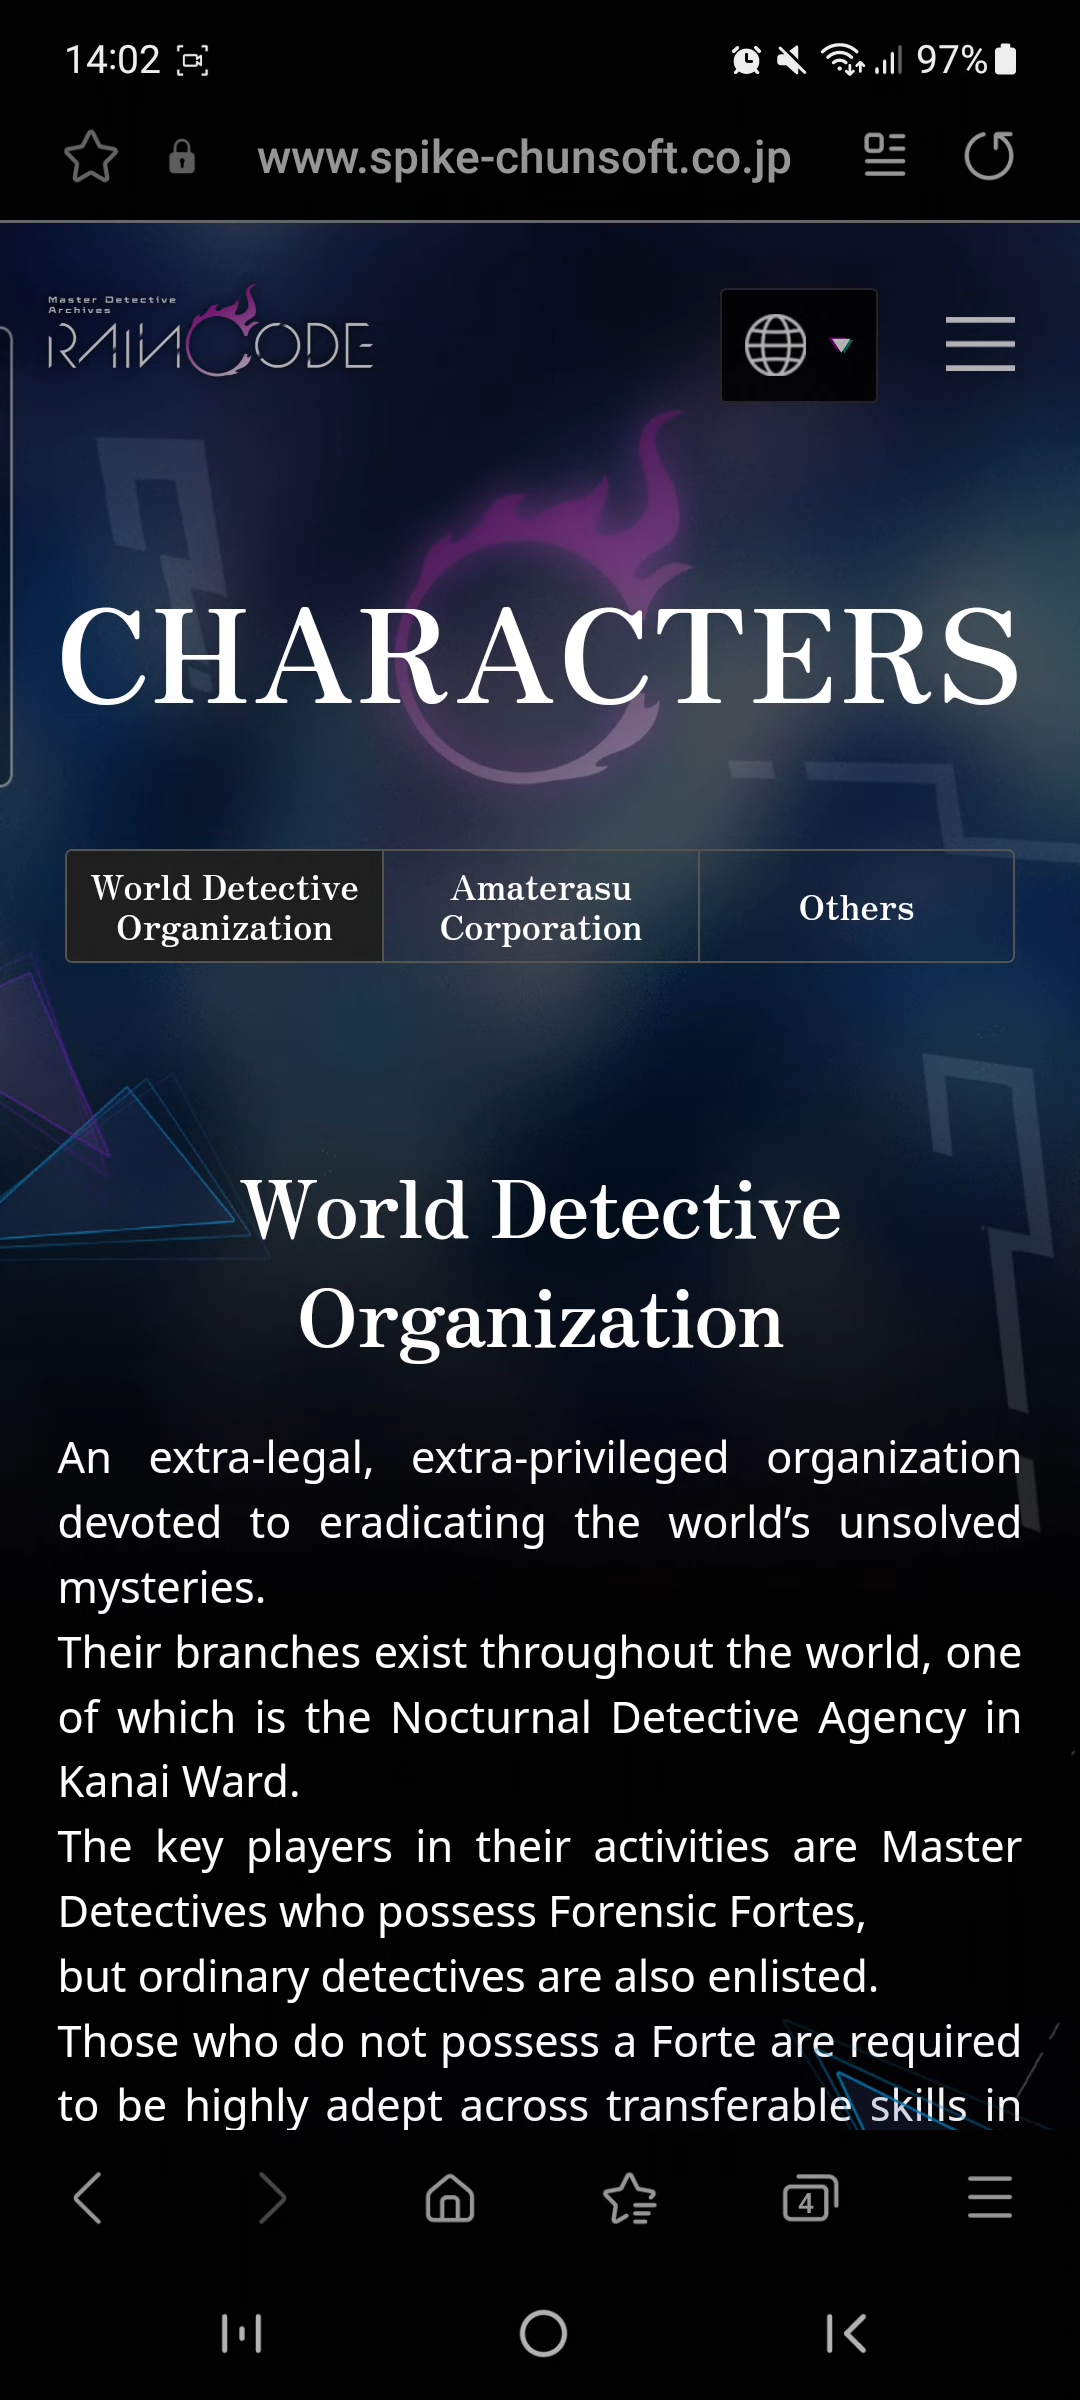 14:02
97%
www.spike-chunsoft.co.jp
Master Detective
Archives
RAINCODE
CHARACTERS
World Detective
Organization
Amaterasu
Corporation
Others
World Detective
Organization
An extra-legal, extra-privileged organization
devoted to eradicating the world’s unsolved
mysteries.
Their branches exist throughout the world, one
of which is the Nocturnal Detective Agency in
Kanai Ward.
The key players in their activities are Master
Detectives who possess Forensic Fortes,
but ordinary detectives are also enlisted.
Those who do not possess a Forte are required
to be highly adept across transferable skills in
4